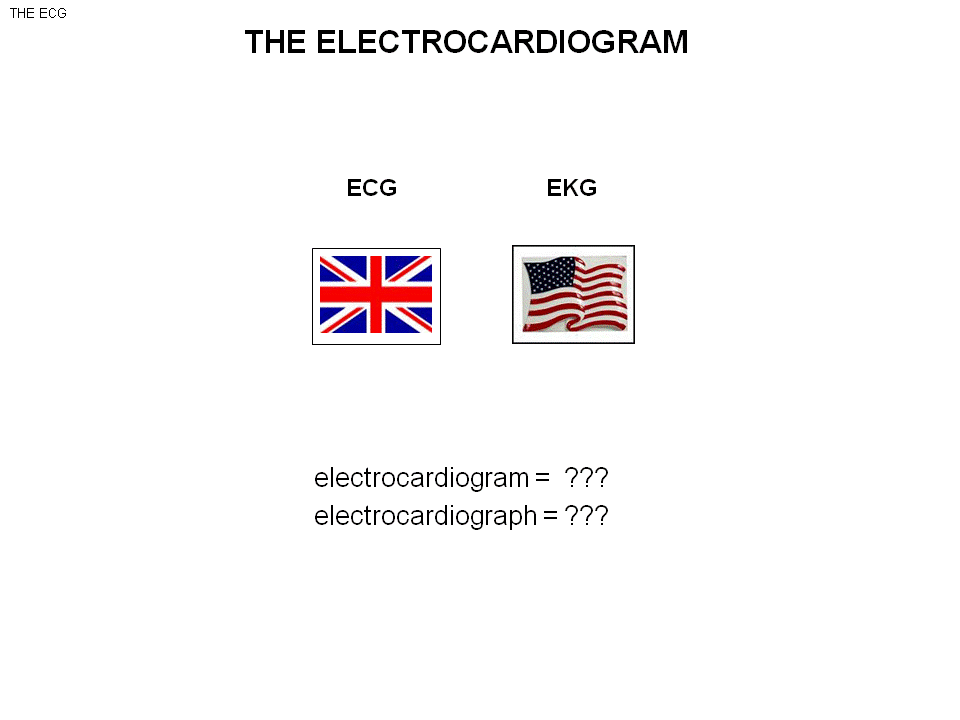 THE ECG
THE ELECTROCARDIOGRAM
ECG EKG
electrocardiogram = ???
electrocardiograph = ???